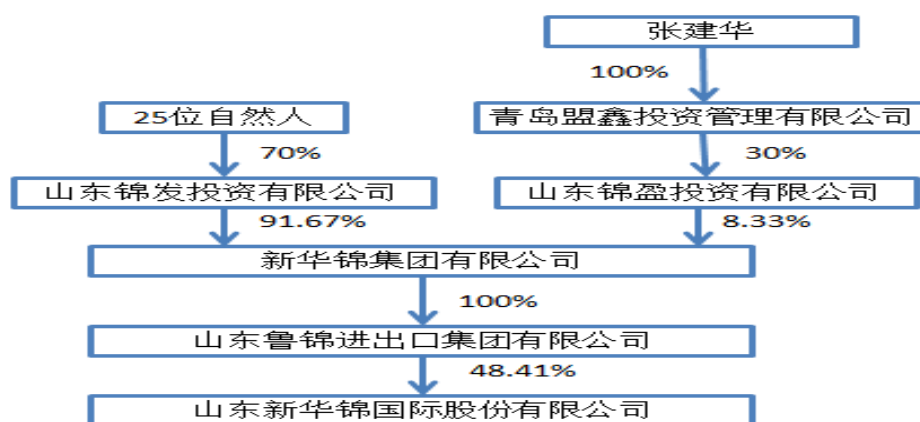 张建华
100%
25位自然人
青岛盟鑫投资管理有限公司
70%
30%
山东锦发投资有限公司
山东锦盈投资有限公司
91.67%
8.33%
新华锦集团有限公司
100%
山东鲁锦进出口集团有限公司
48.41%
山东新华锦国际股份有限公司